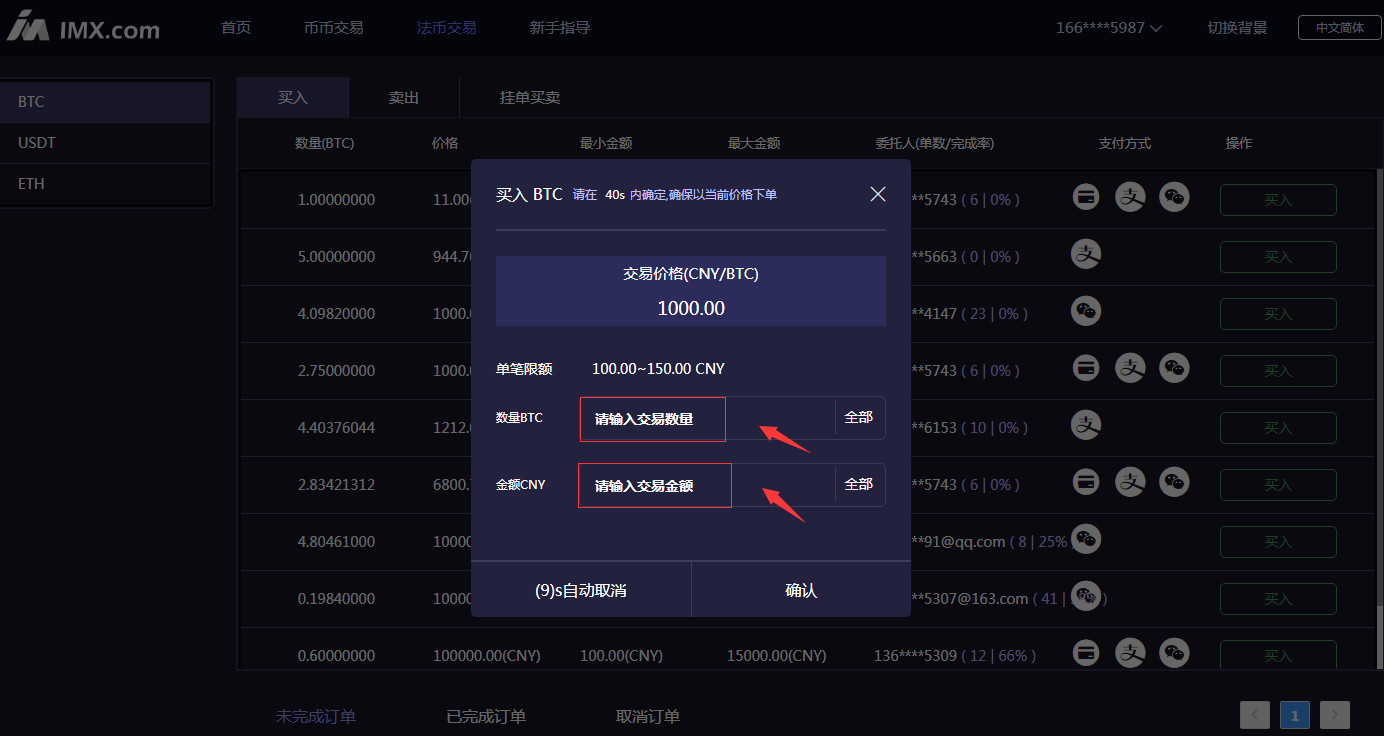 IMX.com 首页 币币交易 法币交易 新手指导 166****5987 切换背景 中文简体
BTC
USDT
ETH
买入 卖出 挂单买卖
数量(BTC) 价格 最小金额 最大金额 委托人(单数/完成率) 支付方式 操作
1.00000000 11.00 **5743 ( 6 | 0% ) 支 买入
5.00000000 944.7 **5663 ( 0 | 0% ) 支 买入
4.09820000 1000. **4147 ( 23 | 0% ) 买入
2.75000000 1000. **5743 ( 6 | 0% ) 支 买入
4.40376044 1212. **6153 ( 10 | 0% ) 支 买入
2.83421312 6800. **5743 ( 6 | 0% ) 支 买入
4.80461000 10000 **91@qq.com ( 8 | 25% 买入
0.19840000 10000 **5307@163.com ( 41 | ) 买入
0.60000000 100000.00(CNY) 100.00(CNY) 15000.00(CNY) 136****5309 ( 12 | 66% ) 支 买入
买入 BTC 请在 40s 内确定,确保以当前价格下单
交易价格(CNY/BTC)
1000.00
单笔限额 100.00~150.00 CNY
数量BTC 请输入交易数量 全部
金额CNY 请输入交易金额 全部
(9)s自动取消 确认
未完成订单 已完成订单 取消订单 1